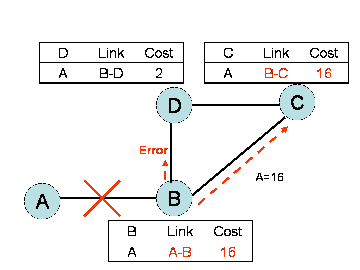 D Link Cost
A B-D 2
C Link Cost
A B-C 16
D
C
Error
A=16
A
B
B Link Cost
A A-B 16